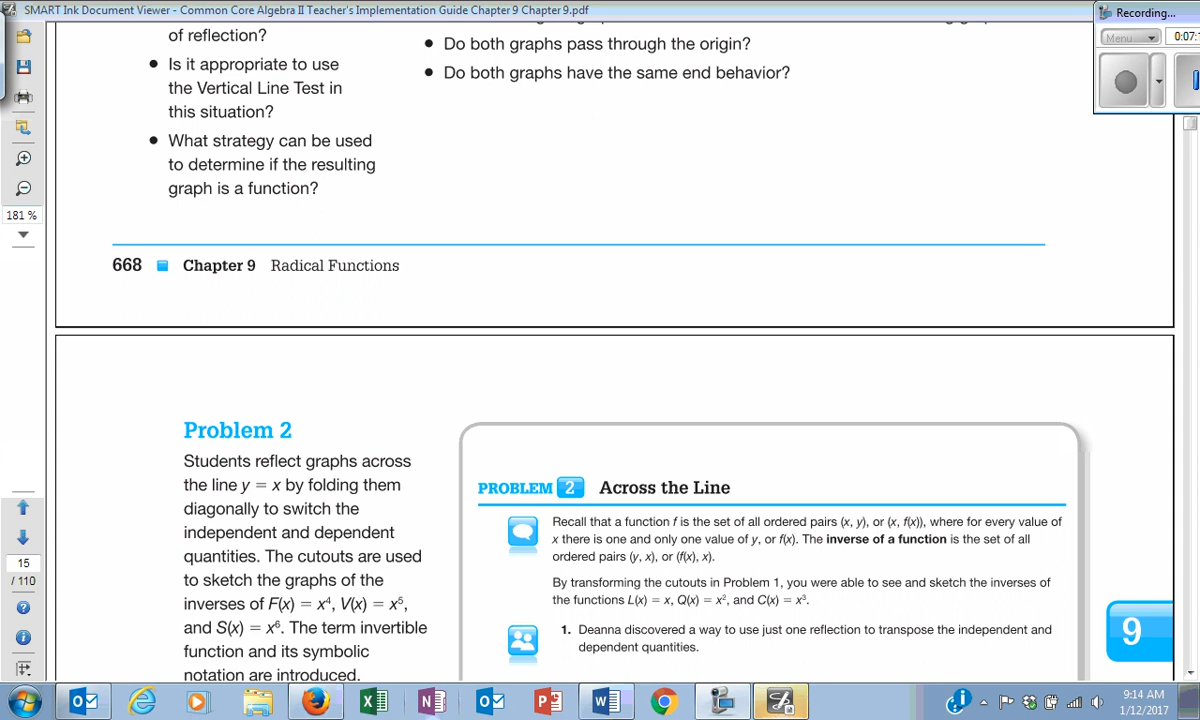 SMART Ink Document Viewer - Common Core Algebra II Teacher's Implementation Guide Chapter 9 Chapter 9.pdf
Recording...
Menu
181 %
15
/ 110
of reflection?
• Is it appropriate to use
the Vertical Line Test in
this situation?
• What strategy can be used
to determine if the resulting
graph is a function?
• Do both graphs pass through the origin?
• Do both graphs have the same end behavior?
668 Chapter 9 Radical Functions
Problem 2
Students reflect graphs across
the line y = x by folding them
diagonally to switch the
independent and dependent
quantities. The cutouts are used
to sketch the graphs of the
inverses of F(x) = x⁴, V(x) = x⁵,
and S(x) = x⁶. The term invertible
function and its symbolic
notation are introduced.
PROBLEM 2 Across the Line
Recall that a function f is the set of all ordered pairs (x, y), or (x, f(x)), where for every value of
x there is one and only one value of y, or f(x). The inverse of a function is the set of all
ordered pairs (y, x), or (f(x), x).
By transforming the cutouts in Problem 1, you were able to see and sketch the inverses of
the functions L(x) = x, Q(x) = x², and C(x) = x³.
1. Deanna discovered a way to use just one reflection to transpose the independent and
dependent quantities.
9
9:14 AM
1/12/2017